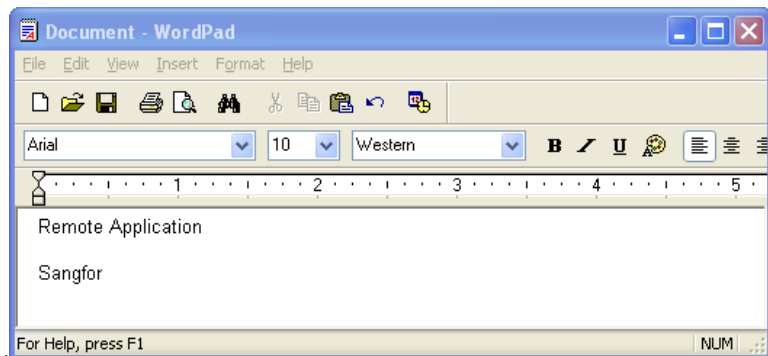 Document - WordPad
File Edit View Insert Format Help
Arial 10 Western B I U
1 2 3 4 5
Remote Application
Sangfor
For Help, press F1 NUM